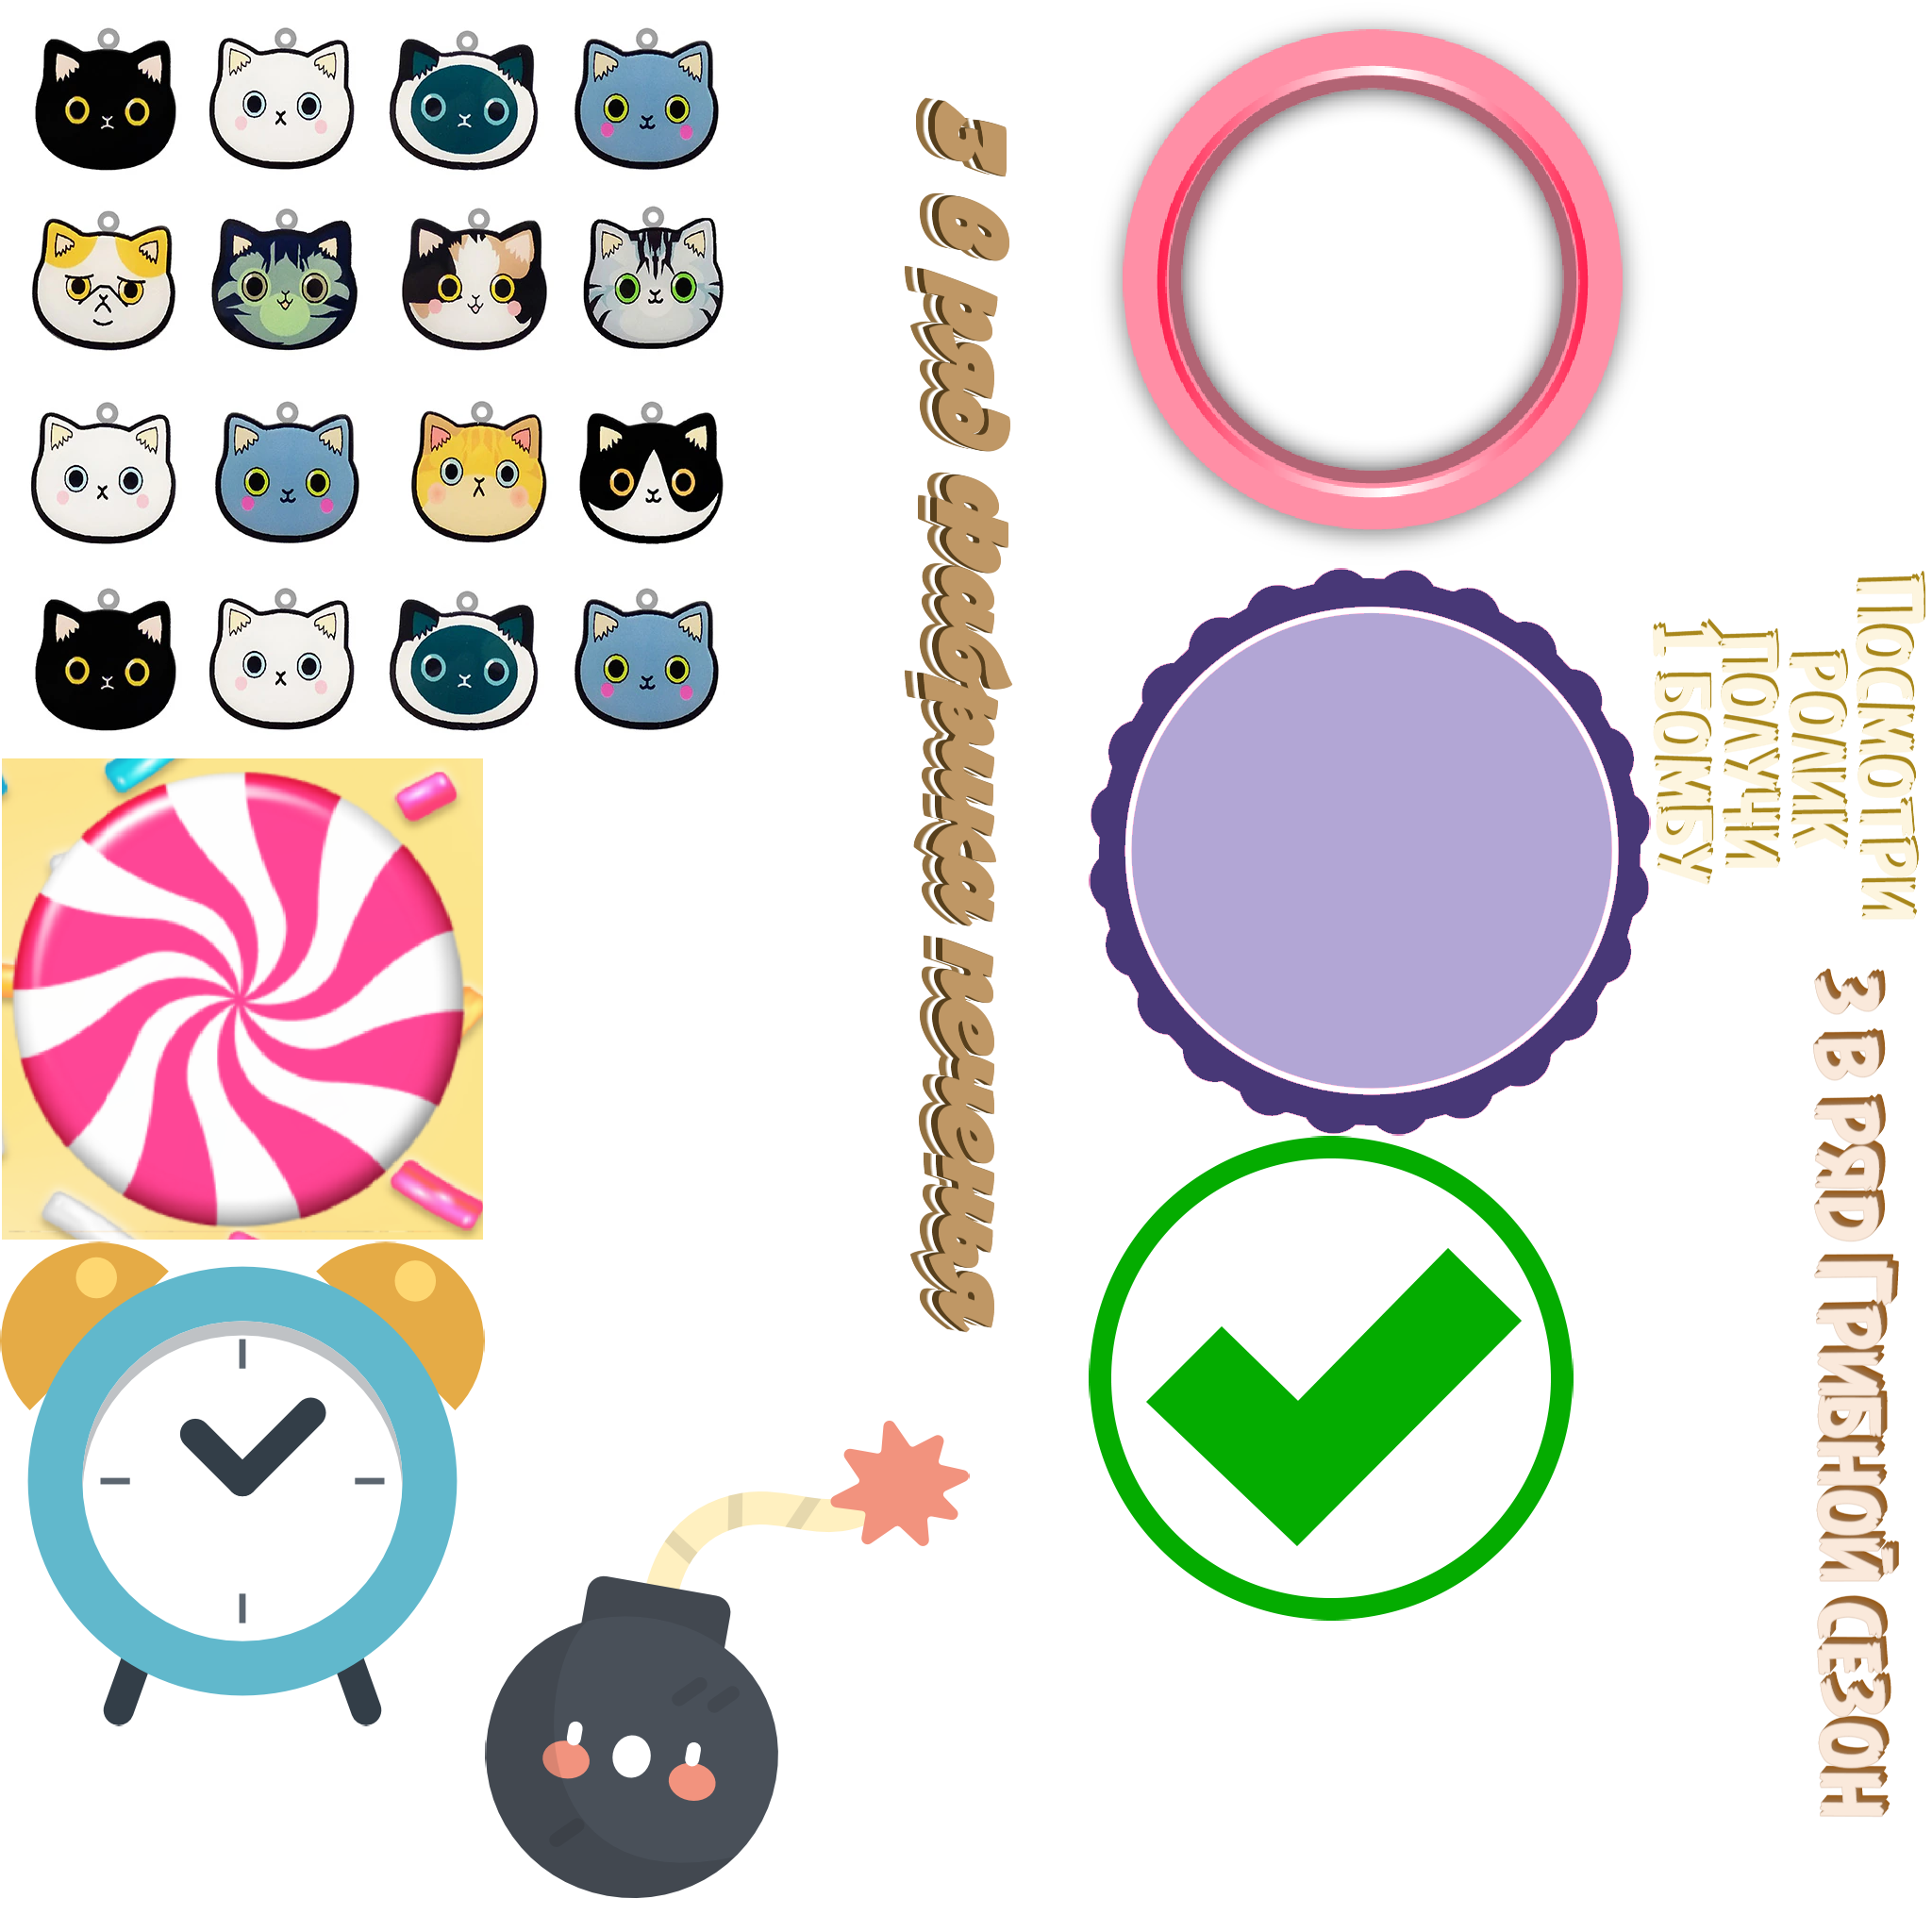 3 в ряд фабрика печенья
ПОСМОТРИ
РОЛИК
ПОЛУЧИ
1 БОМБУ
3 В РЯД ГРИБНОЙ СЕЗОН